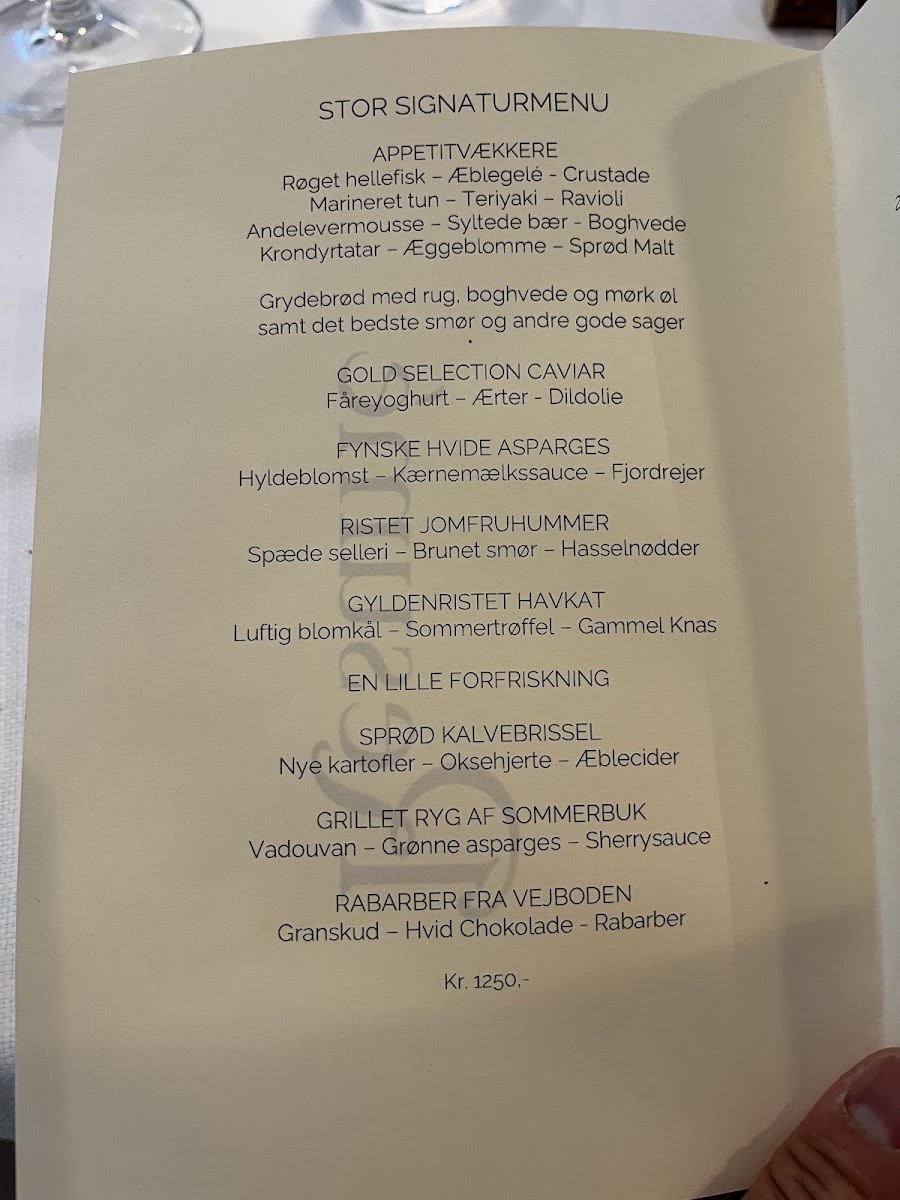 STOR SIGNATURMENU
APPETITVÆKKERE
Røget hellefisk – Æblegelé - Crustade
Marineret tun – Teriyaki – Ravioli
Andelevermousse – Syltede bær - Boghvede
Krondyrtatar – Æggeblomme – Sprød Malt
Grydebrød med rug, boghvede og mørk øl
samt det bedste smør og andre gode sager
GOLD SELECTION CAVIAR
Fåreyoghurt – Ærter - Dildolie
FYNSKE HVIDE ASPARGES
Hyldeblomst – Kærnemælkssauce – Fjordrejer
RISTET JOMFRUHUMMER
Spæde selleri – Brunet smør – Hasselnødder
GYLDENRISTET HAVKAT
Luftig blomkål – Sommertrøffel – Gammel Knas
EN LILLE FORFRISKNING
SPRØD KALVEBRISSEL
Nye kartofler – Oksehjerte – Æblecider
GRILLET RYG AF SOMMERBUK
Vadouvan – Grønne asparges – Sherrysauce
RABARBER FRA VEJBODEN
Granskud – Hvid Chokolade - Rabarber
Kr. 1250,-